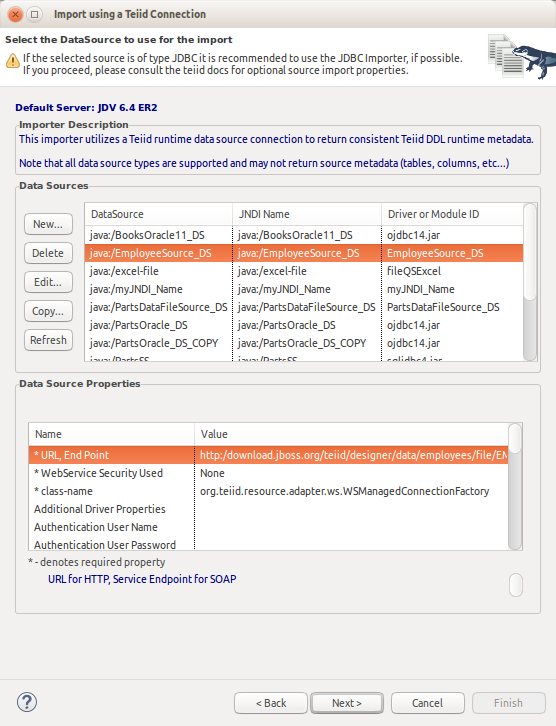 Import using a Teiid Connection
Select the DataSource to use for the import
If the selected source is of type JDBC it is recommended to use the JDBC Importer, if possible.
If you proceed, please consult the teiid docs for optional source import properties.
Default Server: JDV 6.4 ER2
Importer Description
This importer utilizes a Teiid runtime data source connection to return consistent Teiid DDL runtime metadata.
Note that all data source types are supported and may not return source metadata (tables, columns, etc...)
Data Sources
New...
Delete
Edit...
Copy...
Refresh
DataSource JNDI Name Driver or Module ID
java:/BooksOracle11_DS java:/BooksOracle11_DS ojdbc14.jar
java:/EmployeeSource_DS java:/EmployeeSource_DS EmployeeSource_DS
java:/excel-file java:/excel-file fileQSExcel
java:/myJNDI_Name java:/myJNDI_Name myJNDI_Name
java:/PartsDataFileSource_DS java:/PartsDataFileSource_DS PartsDataFileSource_DS
java:/PartsOracle_DS java:/PartsOracle_DS ojdbc14.jar
java:/PartsOracle_DS_COPY java:/PartsOracle_DS_COPY ojdbc14.jar
java:/PartsSS java:/PartsSS sqljdbc4.jar
Data Source Properties
Name Value
* URL, End Point http:/download.jboss.org/teiid/designer/data/employees/file/EM
* WebService Security Used None
* class-name org.teiid.resource.adapter.ws.WSManagedConnectionFactory
Additional Driver Properties
Authentication User Name
Authentication User Password
* - denotes required property
URL for HTTP, Service Endpoint for SOAP
?
< Back
Next >
Cancel
Finish